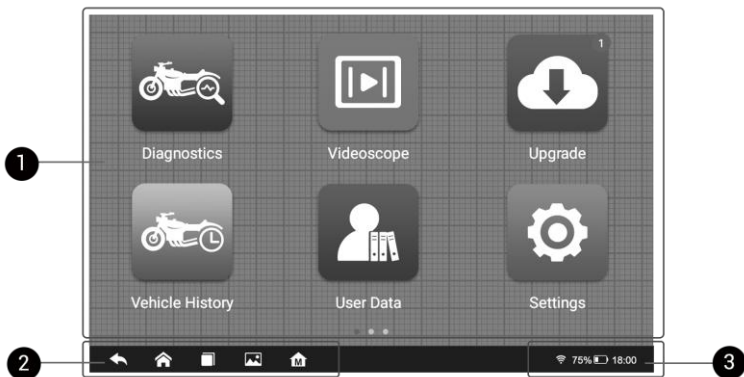 1
Diagnostics Videoscope Upgrade
1
Vehicle History User Data Settings
2
M
75% 18:00
3